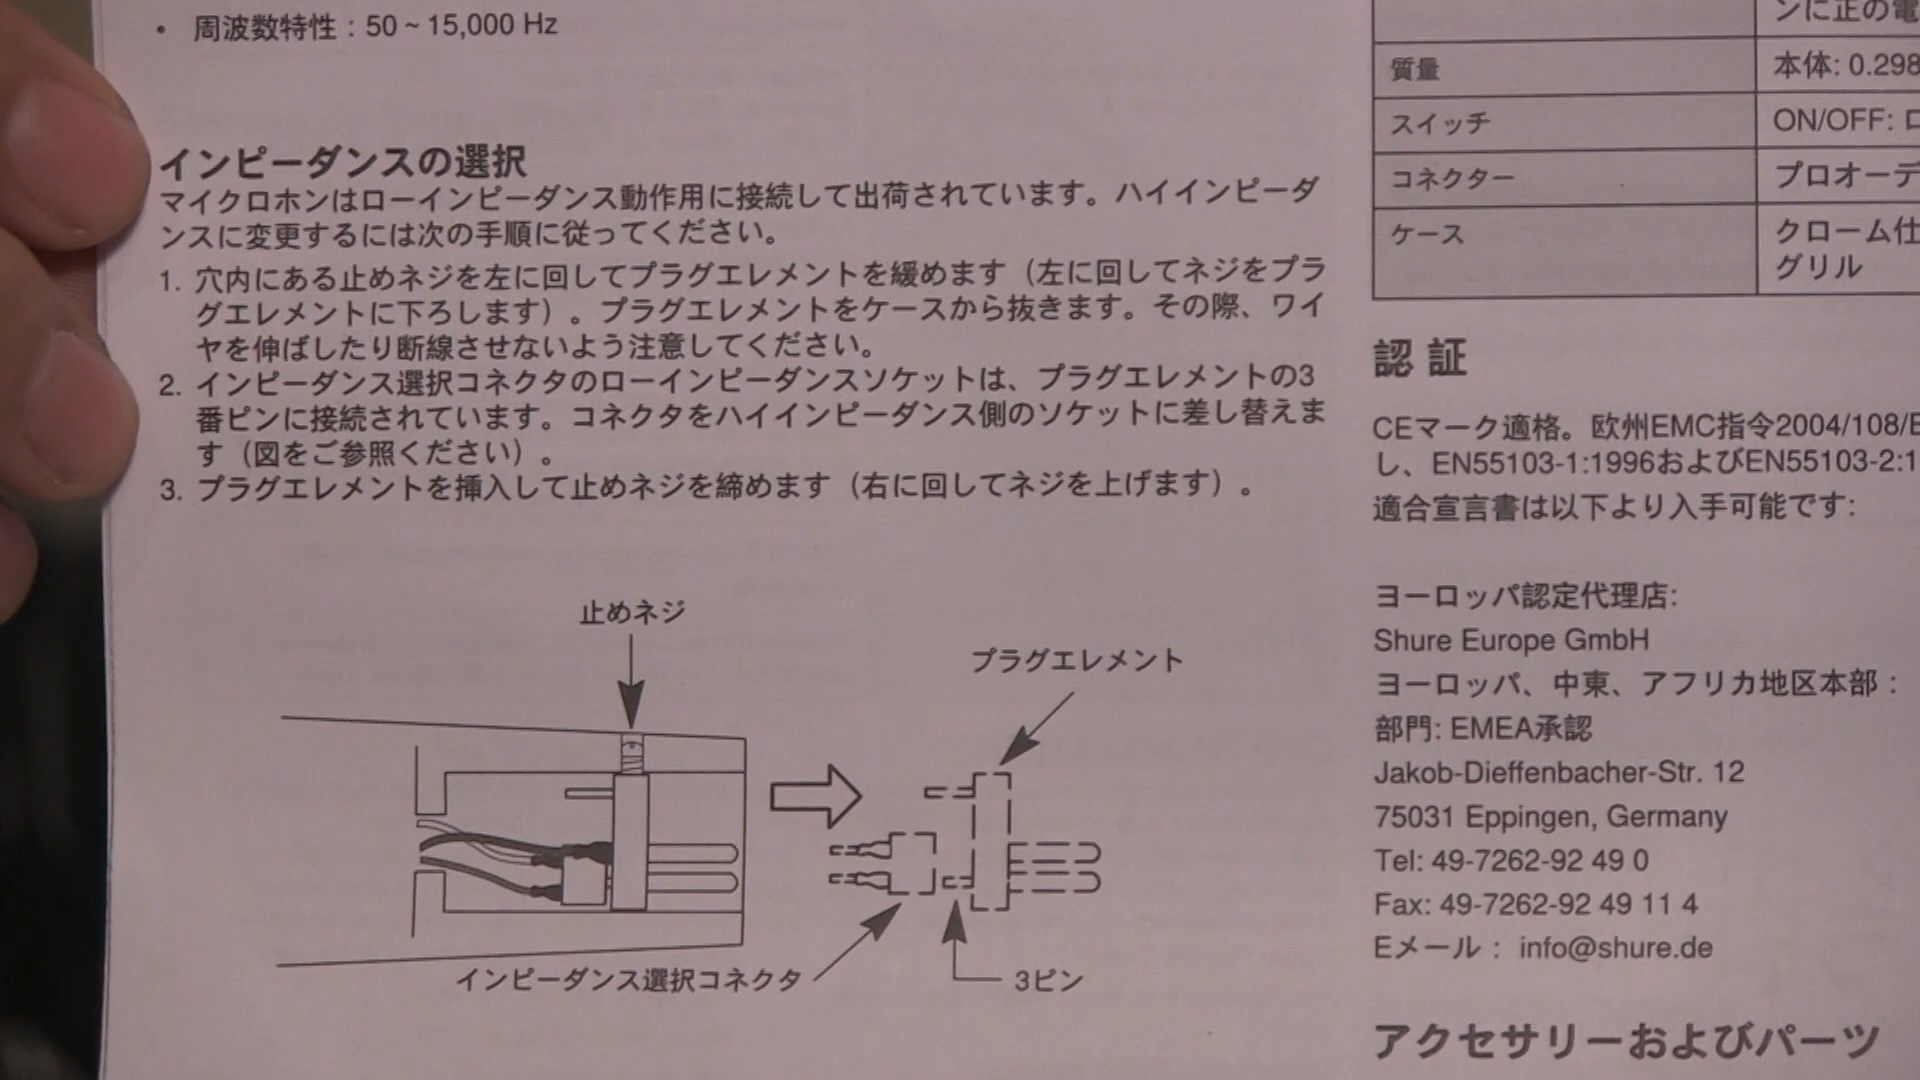 • 周波数特性：50 ~ 15,000 Hz
インピーダンスの選択
マイクロホンはローインピーダンス動作用に接続して出荷されています。ハイインピーダ
ンスに変更するには次の手順に従ってください。
1. 穴内にある止めネジを左に回してプラグエレメントを緩めます（左に回してネジをプラ
グエレメントに下ろします）。プラグエレメントをケースから抜きます。その際、ワイ
ヤを伸ばしたり断線させないよう注意してください。
2. インピーダンス選択コネクタのローインピーダンスソケットは、プラグエレメントの3
番ピンに接続されています。コネクタをハイインピーダンス側のソケットに差し替えま
す（図をご参照ください）。
3. プラグエレメントを挿入して止めネジを締めます（右に回してネジを上げます）。
止めネジ
プラグエレメント
インピーダンス選択コネクタ
3ピン
ンに正の電
質量 本体: 0.298
スイッチ ON/OFF: ロ
コネクター プロオーデ
ケース クローム仕
グリル
認 証
CEマーク適格。欧州EMC指令2004/108/E
し、EN55103-1:1996およびEN55103-2:1
適合宣言書は以下より入手可能です:
ヨーロッパ認定代理店:
Shure Europe GmbH
ヨーロッパ、中東、アフリカ地区本部：
部門: EMEA承認
Jakob-Dieffenbacher-Str. 12
75031 Eppingen, Germany
Tel: 49-7262-92 49 0
Fax: 49-7262-92 49 11 4
Eメール： info@shure.de
アクセサリーおよびパーツ